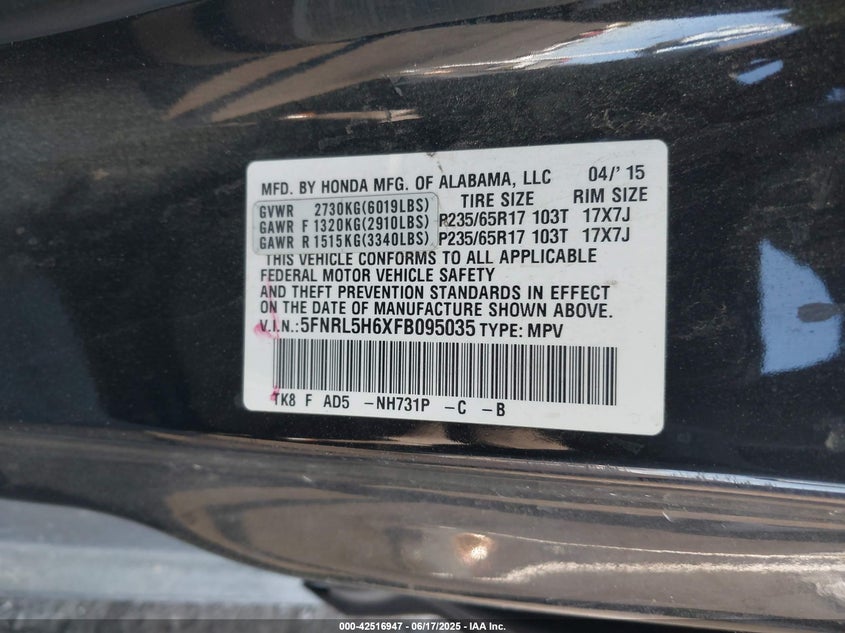 MFD. BY HONDA MFG. OF ALABAMA, LLC 04/' 15
TIRE SIZE RIM SIZE
GVWR 2730KG(6019LBS)
GAWR F 1320KG(2910LBS) P235/65R17 103T 17X7J
GAWR R 1515KG(3340LBS) P235/65R17 103T 17X7J
THIS VEHICLE CONFORMS TO ALL APPLICABLE
FEDERAL MOTOR VEHICLE SAFETY
AND THEFT PREVENTION STANDARDS IN EFFECT
ON THE DATE OF MANUFACTURE SHOWN ABOVE.
V.I.N.:5FNRL5H6XFB095035 TYPE: MPV
TK8 F AD5 -NH731P -C -B
000-42516947 / 06/17/2025 - IAA Inc.